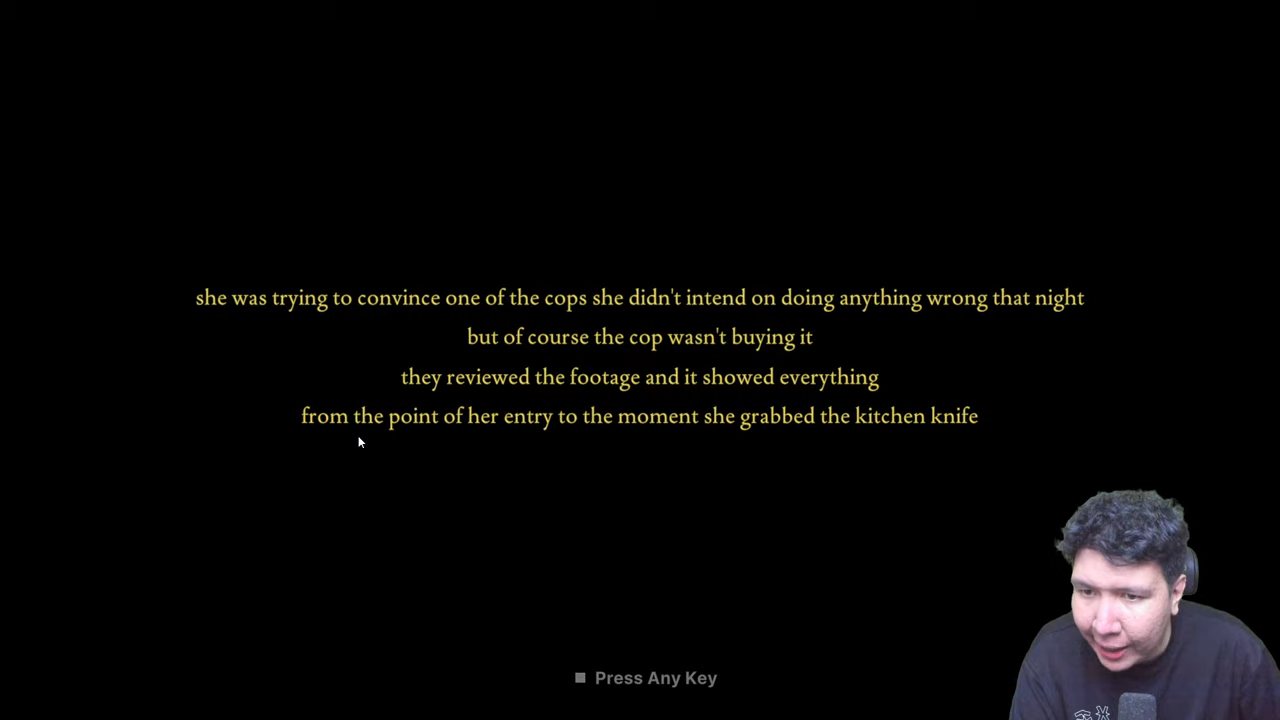 she was trying to convince one of the cops she didn't intend on doing anything wrong that night
but of course the cop wasn't buying it
they reviewed the footage and it showed everything
from the point of her entry to the moment she grabbed the kitchen knife
Press Any Key